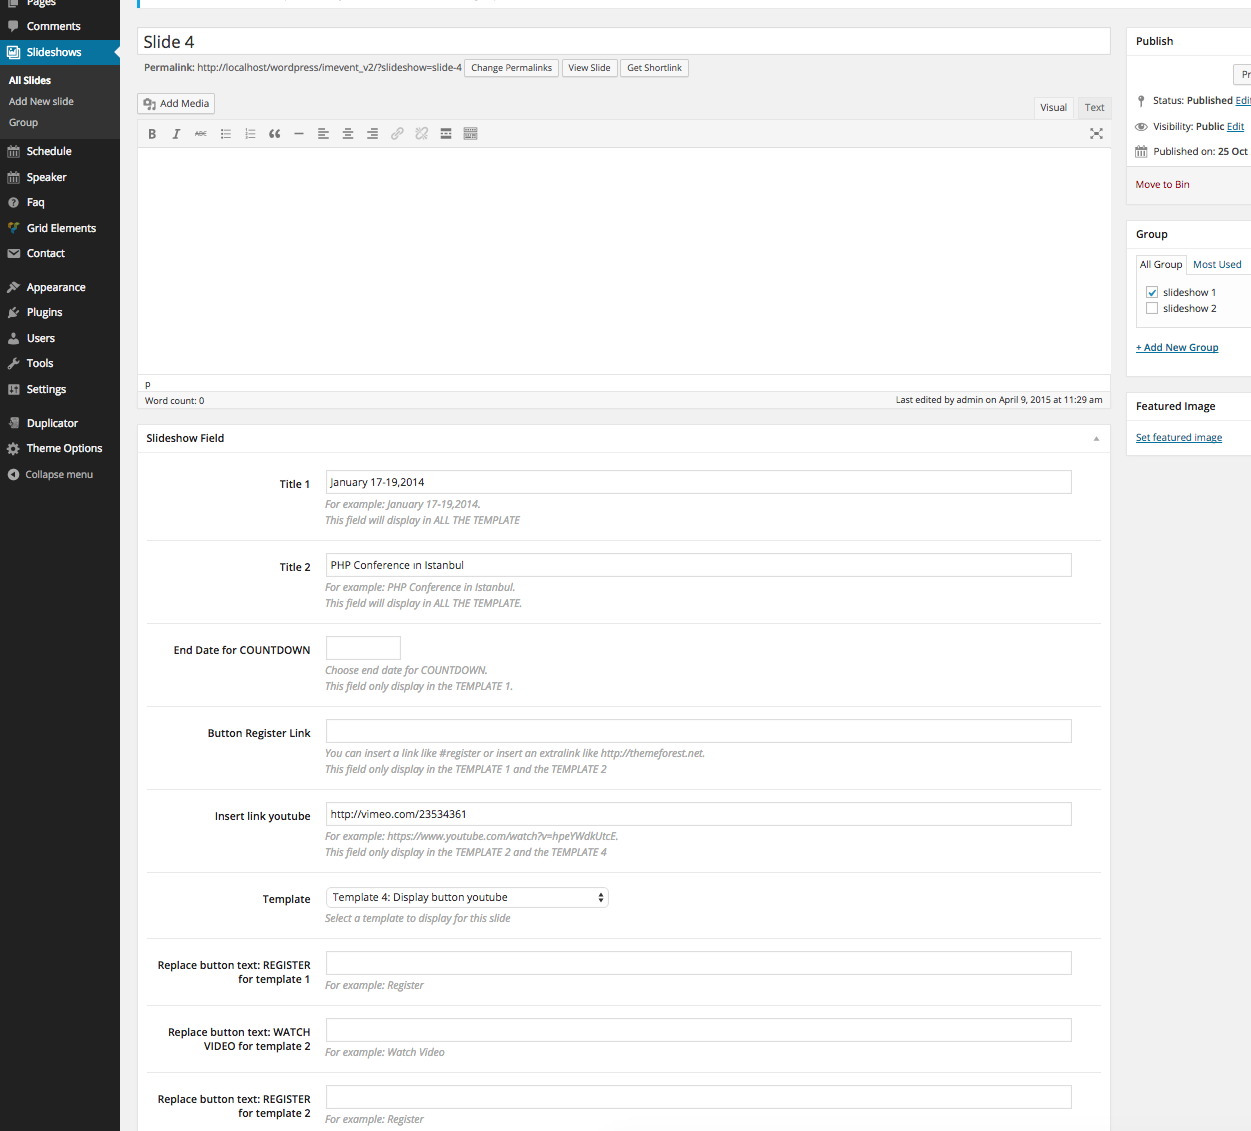 Pages
Comments
Slideshows
All Slides
Add New slide
Group
Schedule
Speaker
Faq
Grid Elements
Contact
Appearance
Plugins
Users
Tools
Settings
Duplicator
Theme Options
Collapse menu
Slide 4
Permalink: http://localhost/wordpress/imevent_v2/?slideshow=slide-4 Change Permalinks View Slide Get Shortlink
Add Media
Visual Text
B I ABC
p
Word count: 0 Last edited by admin on April 9, 2015 at 11:29 am
Slideshow Field
Title 1
January 17-19,2014
For example: January 17-19,2014.
This field will display in ALL THE TEMPLATE
Title 2
PHP Conference in Istanbul
For example: PHP Conference in Istanbul.
This field will display in ALL THE TEMPLATE.
End Date for COUNTDOWN
Choose end date for COUNTDOWN.
This field only display in the TEMPLATE 1.
Button Register Link
You can insert a link like #register or insert an extralink like http://themeforest.net.
This field only display in the TEMPLATE 1 and the TEMPLATE 2
Insert link youtube
http://vimeo.com/23534361
For example: https://www.youtube.com/watch?v=hpeYWdkUtcE.
This field only display in the TEMPLATE 2 and the TEMPLATE 4
Template
Template 4: Display button youtube
Select a template to display for this slide
Replace button text: REGISTER
for template 1
For example: Register
Replace button text: WATCH
VIDEO for template 2
For example: Watch Video
Replace button text: REGISTER
for template 2
For example: Register
Publish
Pr
Status: Published Edit
Visibility: Public Edit
Published on: 25 Oct
Move to Bin
Group
All Group Most Used
slideshow 1
slideshow 2
+ Add New Group
Featured Image
Set featured image